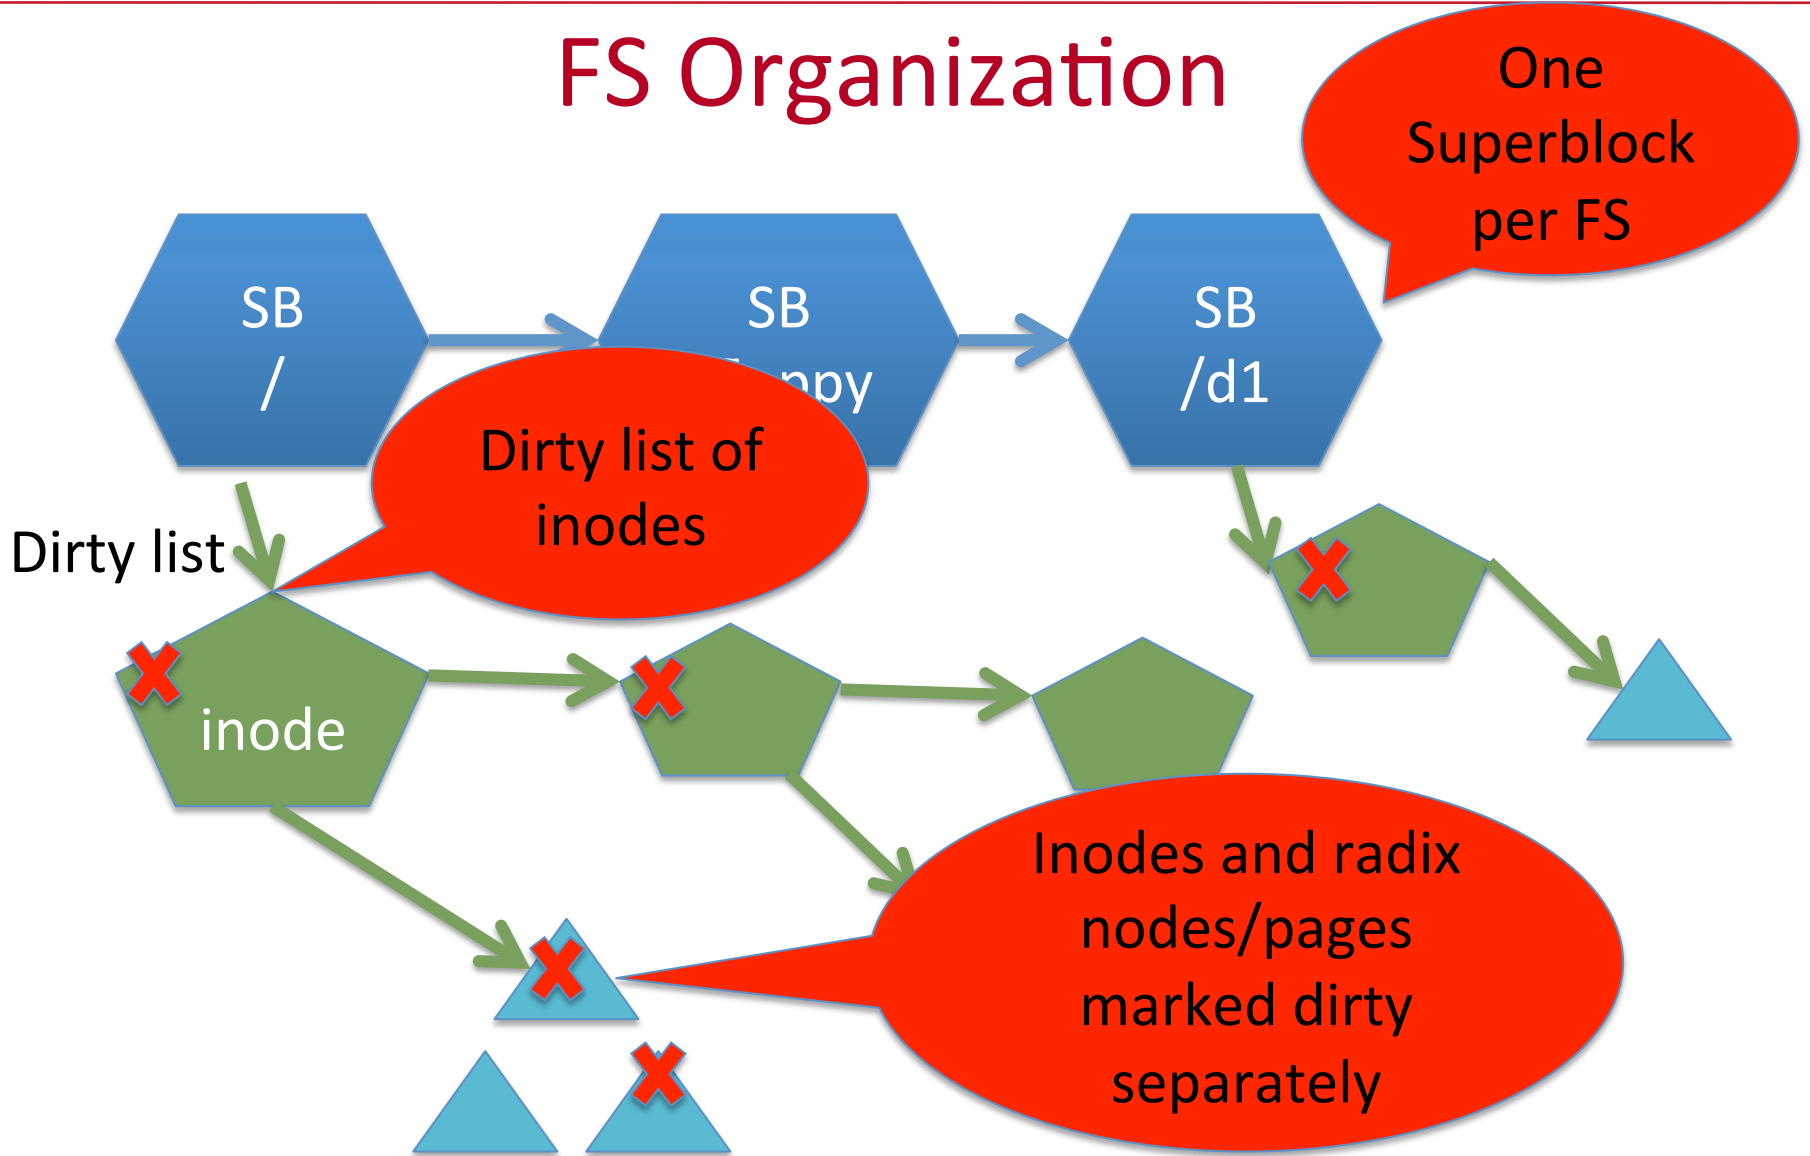 FS Organization
One
Superblock
per FS
SB
/
SB
SB
/d1
Dirty list of
inodes
Dirty list
inode
Inodes and radix
nodes/pages
marked dirty
separately